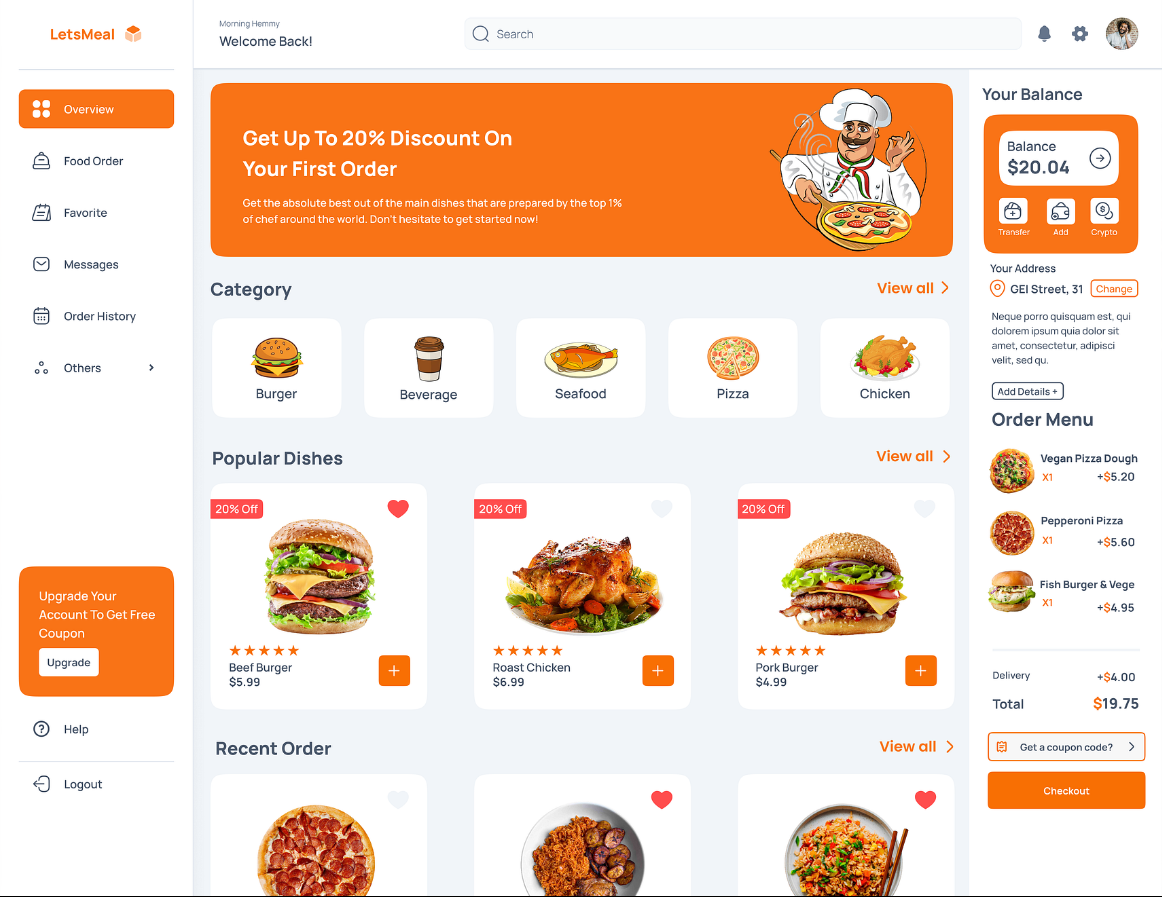 LetsMeal
Overview
Food Order
Favorite
Messages
Order History
Others
Upgrade Your
Account To Get Free
Coupon
Upgrade
Help
Logout
Morning Hemmy
Welcome Back!
Search
Get Up To 20% Discount On
Your First Order
Get the absolute best out of the main dishes that are prepared by the top 1%
of chef around the world. Don't hesitate to get started now!
Category
View all
Burger
Beverage
Seafood
Pizza
Chicken
Popular Dishes
View all
20% Off
Beef Burger
$5.99
20% Off
Roast Chicken
$6.99
20% Off
Pork Burger
$4.99
Recent Order
View all
Your Balance
Balance
$20.04
Transfer
Add
Crypto
Your Address
GEI Street, 31
Change
Neque porro quisquam est, qui
dolorem ipsum quia dolor sit
amet, consectetur, adipisci
velit, sed qu.
Add Details +
Order Menu
Vegan Pizza Dough
X1 +$5.20
Pepperoni Pizza
X1 +$5.60
Fish Burger & Vege
X1 +$4.95
Delivery +$4.00
Total $19.75
Get a coupon code?
Checkout